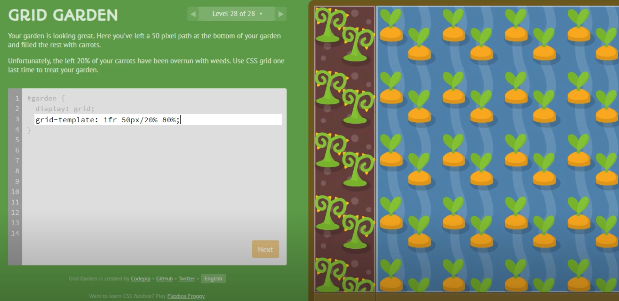 GRID GARDEN
Level 28 of 28
Your garden is looking great. Here you've left a 50 pixel path at the bottom of your garden
and filled the rest with carrots.
Unfortunately, the left 20% of your carrots have been overrun with weeds. Use CSS grid one
last time to treat your garden.
1 #garden {
2 display: grid;
3 grid-template: 1fr 50px/20% 80%;
4 }
5
6
7
8
9
10
11
12
13
14
Next
Grid Garden is created by Codepip • GitHub • Twitter • English
Want to learn CSS flexbox? Play Flexbox Froggy.